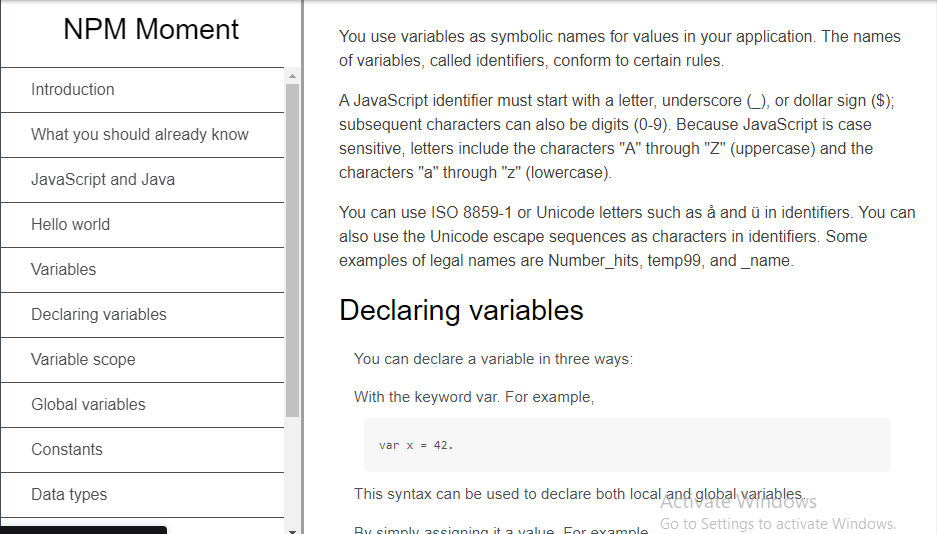 NPM Moment
Introduction
What you should already know
JavaScript and Java
Hello world
Variables
Declaring variables
Variable scope
Global variables
Constants
Data types
You use variables as symbolic names for values in your application. The names
of variables, called identifiers, conform to certain rules.
A JavaScript identifier must start with a letter, underscore (_), or dollar sign ($);
subsequent characters can also be digits (0-9). Because JavaScript is case
sensitive, letters include the characters "A" through "Z" (uppercase) and the
characters "a" through "z" (lowercase).
You can use ISO 8859-1 or Unicode letters such as å and ü in identifiers. You can
also use the Unicode escape sequences as characters in identifiers. Some
examples of legal names are Number_hits, temp99, and _name.
Declaring variables
You can declare a variable in three ways:
With the keyword var. For example,
var x = 42.
This syntax can be used to declare both local and global variables.
By simply assigning it a value. For example
Activate Windows
Go to Settings to activate Windows.